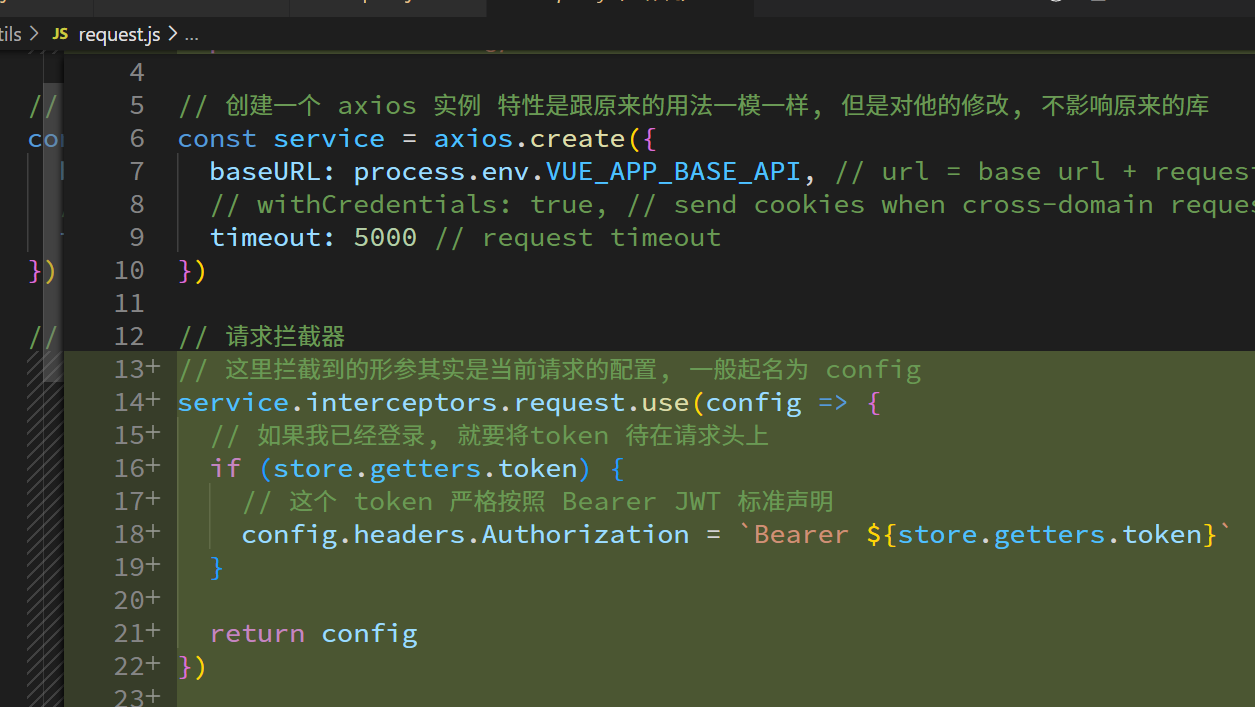 tils > JS request.js > ...
4
// 5 // 创建一个 axios 实例 特性是跟原来的用法一模一样, 但是对他的修改, 不影响原来的库
6 const service = axios.create({
7 baseURL: process.env.VUE_APP_BASE_API, // url = base url + reques
8 // withCredentials: true, // send cookies when cross-domain reque
9 timeout: 5000 // request timeout
}) 10 })
11
// 12 // 请求拦截器
13+ // 这里拦截到的形参其实是当前请求的配置, 一般起名为 config
14+ service.interceptors.request.use(config => {
15+ // 如果我已经登录, 就要将token 待在请求头上
16+ if (store.getters.token) {
17+ // 这个 token 严格按照 Bearer JWT 标准声明
18+ config.headers.Authorization = `Bearer ${store.getters.token}`
19+ }
20+
21+ return config
22+ })
23+